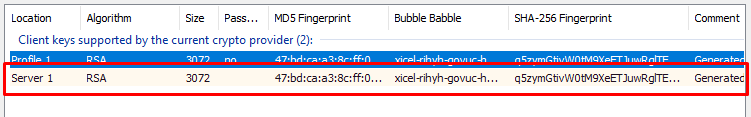 Location Algorithm Size Pass... MD5 Fingerprint Bubble Babble SHA-256 Fingerprint Comment
Client keys supported by the current crypto provider (2):
Profile 1 RSA 3072 no 47:bd:ca:a3:8c:ff:0... xicel-rihyh-govuc-h... q5zymGtivW0tM9XeETJuwRglTE... Generated
Server 1 RSA 3072 47:bd:ca:a3:8c:ff:0... xicel-rihyh-govuc-h... q5zymGtivW0tM9XeETJuwRglTE... Generated